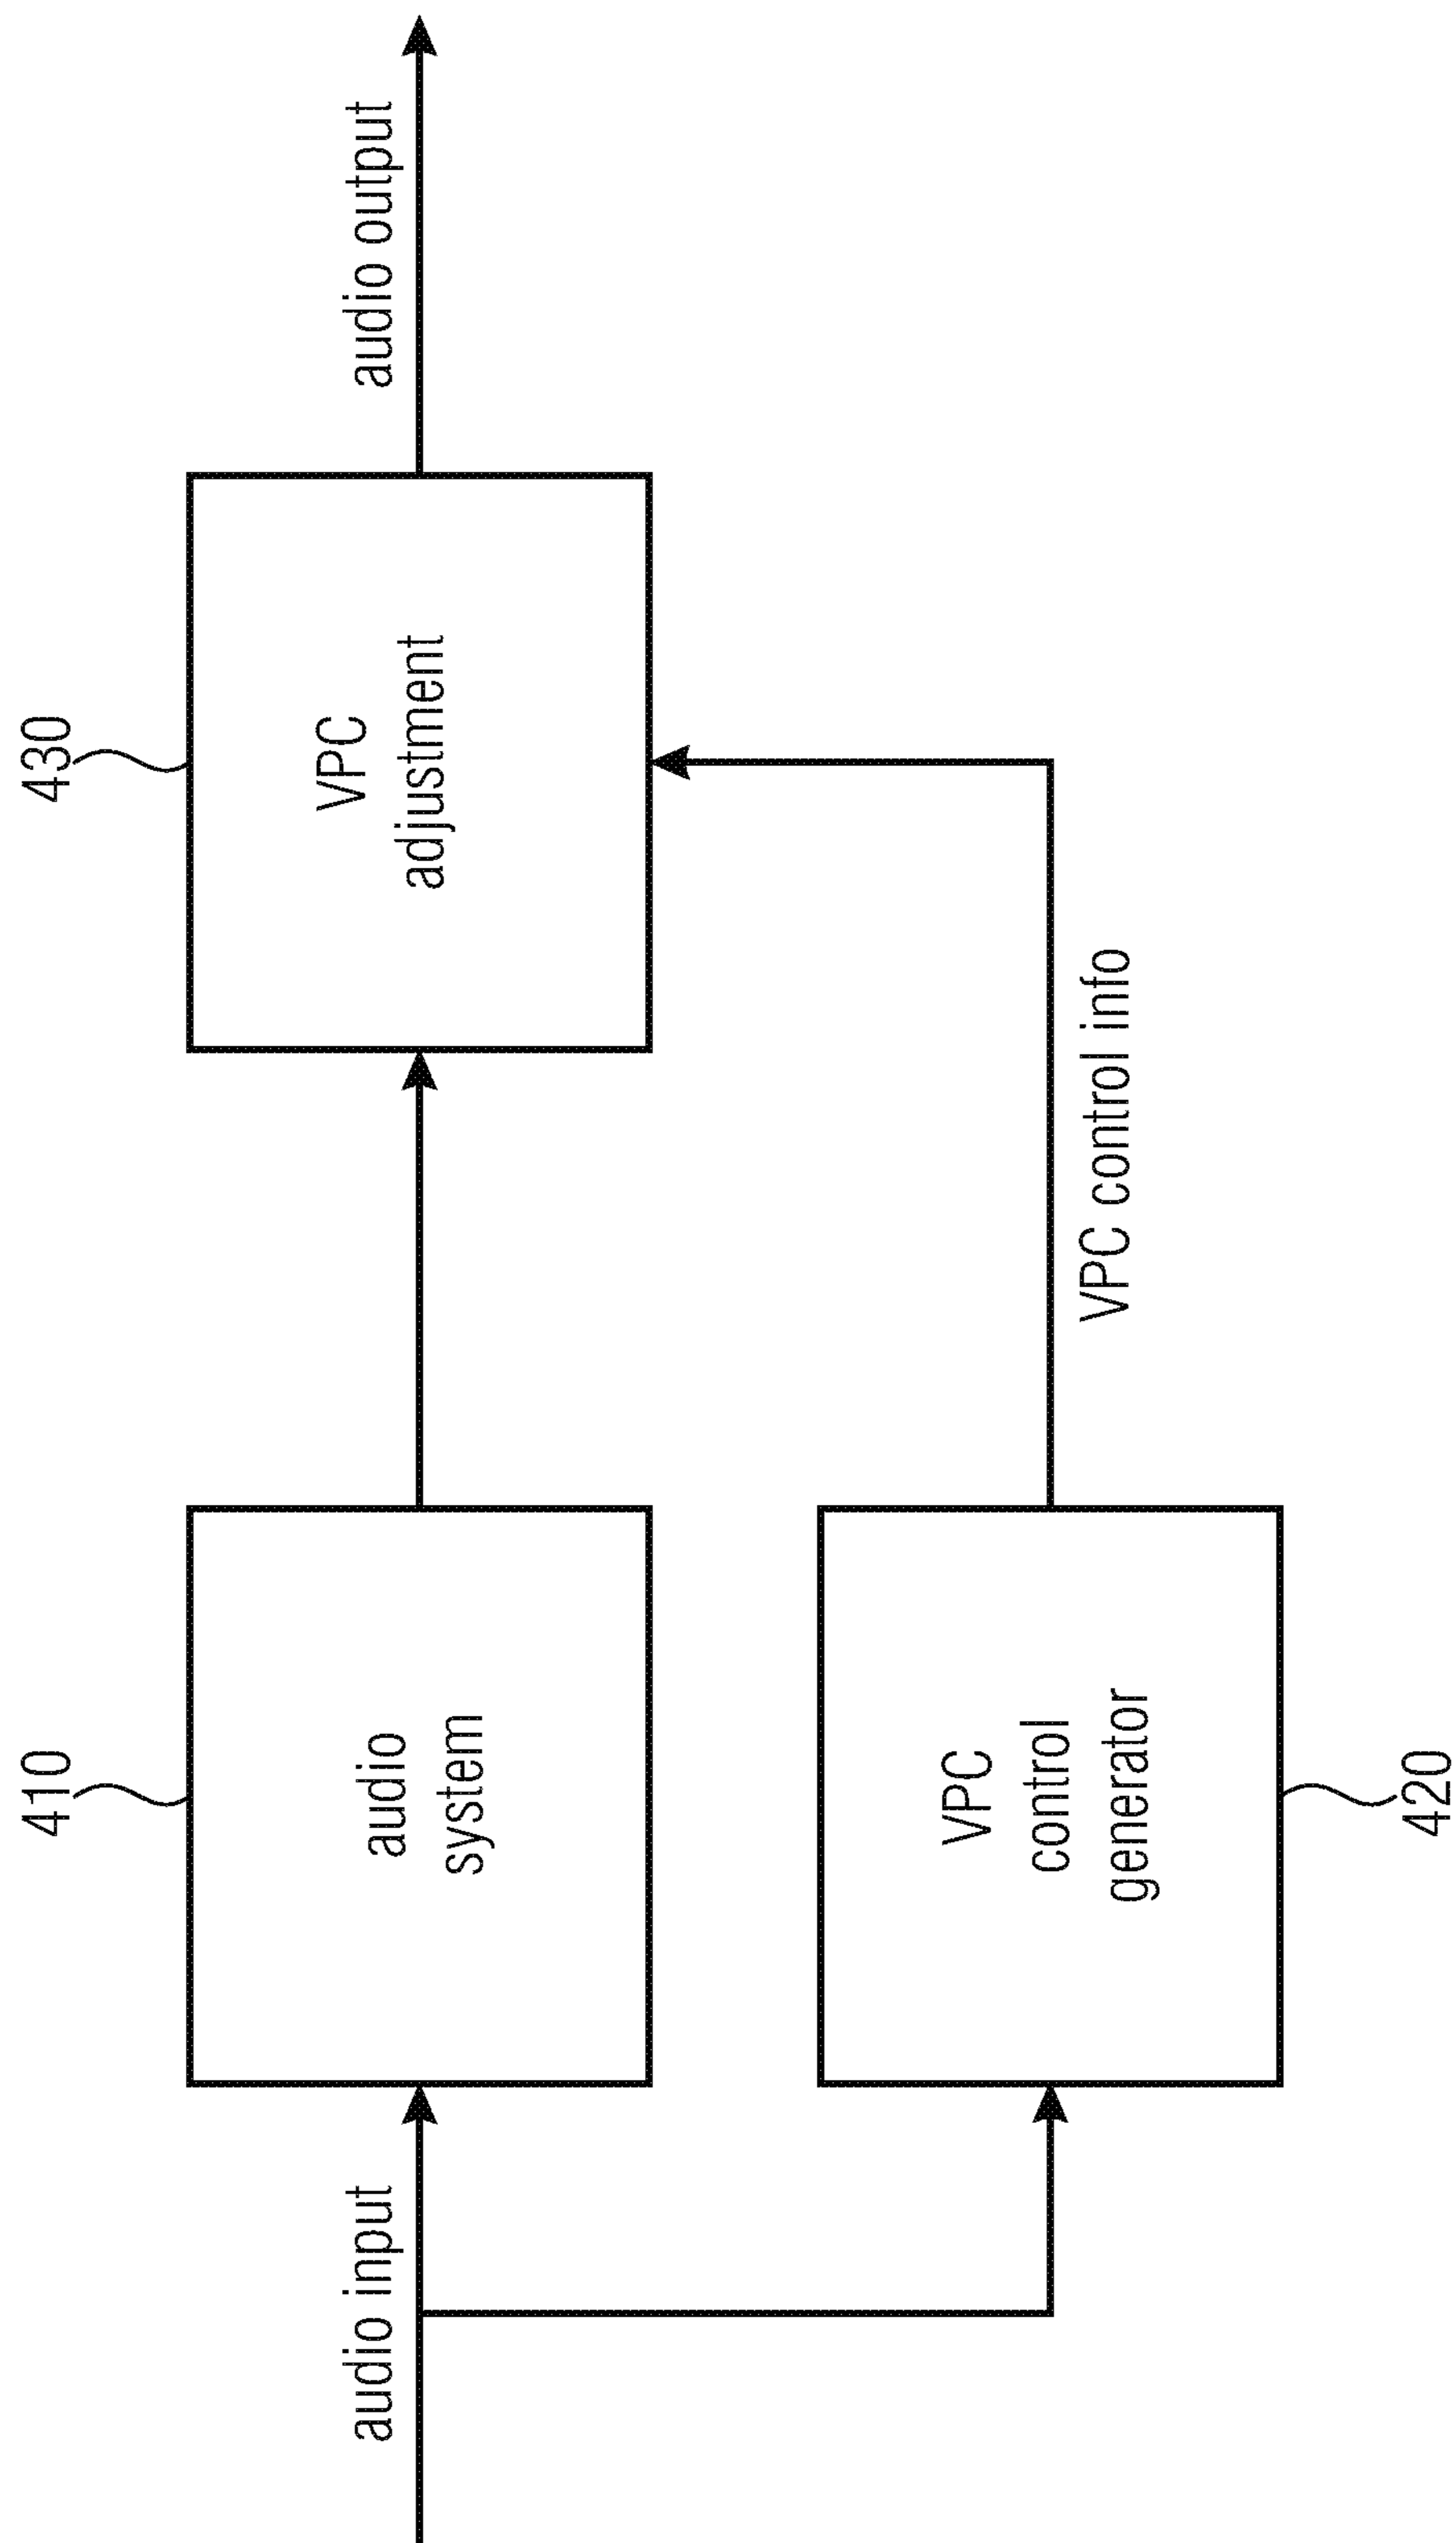 410
430
audio input
audio
system
VPC
adjustment
audio output
VPC
control
generator
VPC control info
420